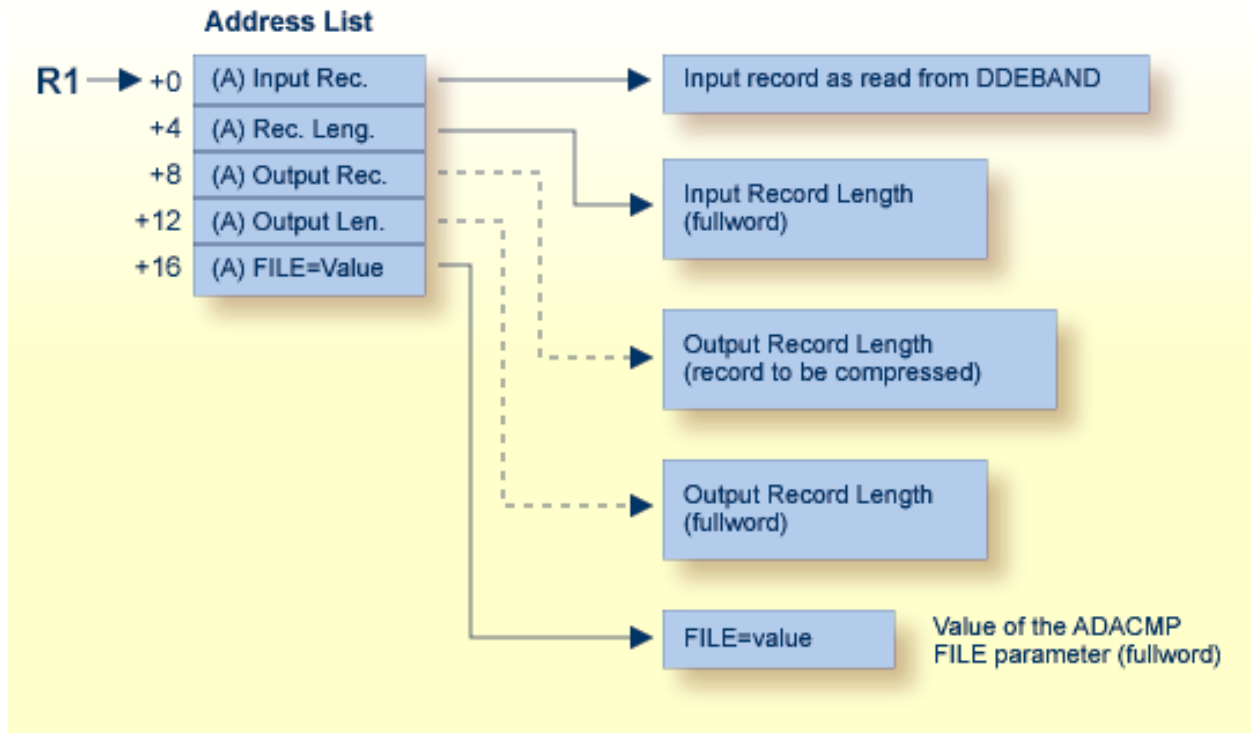 Address List
R1
+0
(A) Input Rec.
Input record as read from DDEBAND
+4
(A) Rec. Leng.
+8
(A) Output Rec.
Input Record Length
(fullword)
+12
(A) Output Len.
+16
(A) FILE=Value
Output Record Length
(record to be compressed)
Output Record Length
(fullword)
FILE=value
Value of the ADACMP
FILE parameter (fullword)